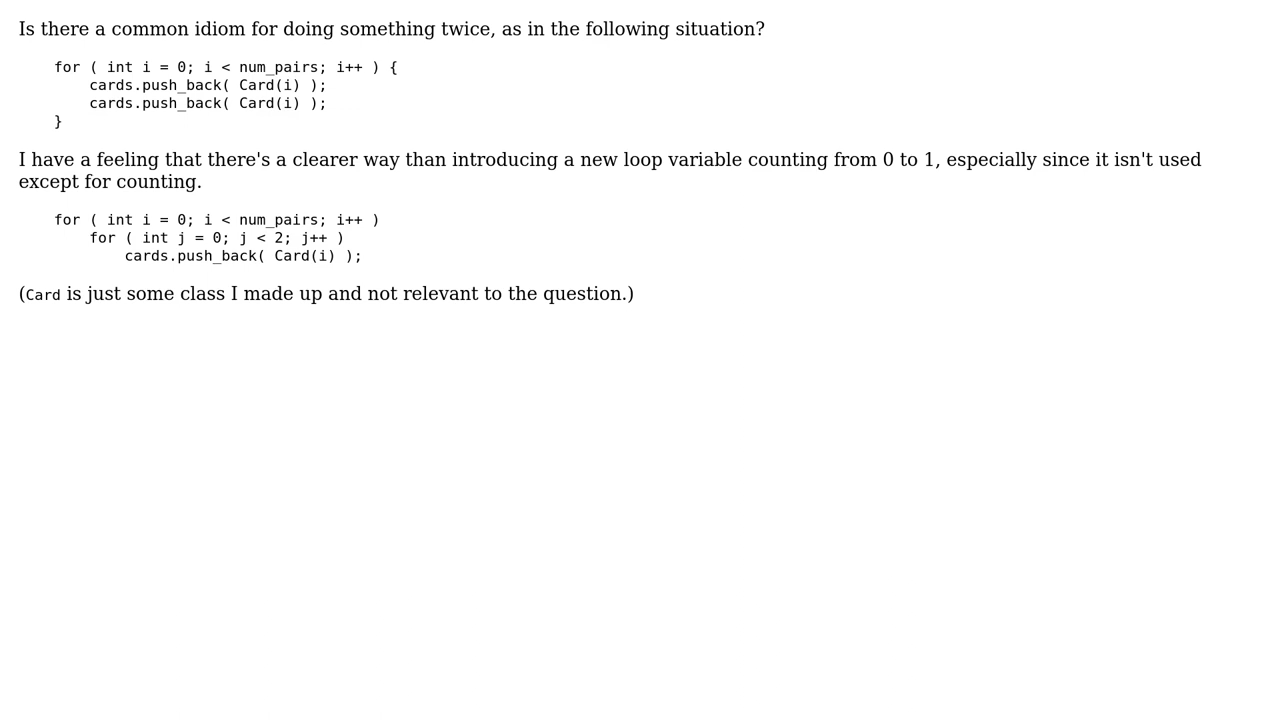 Is there a common idiom for doing something twice, as in the following situation?
for ( int i = 0; i < num_pairs; i++ ) {
    cards.push_back( Card(i) );
    cards.push_back( Card(i) );
}
I have a feeling that there's a clearer way than introducing a new loop variable counting from 0 to 1, especially since it isn't used
except for counting.
for ( int i = 0; i < num_pairs; i++ )
    for ( int j = 0; j < 2; j++ )
        cards.push_back( Card(i) );
(Card is just some class I made up and not relevant to the question.)